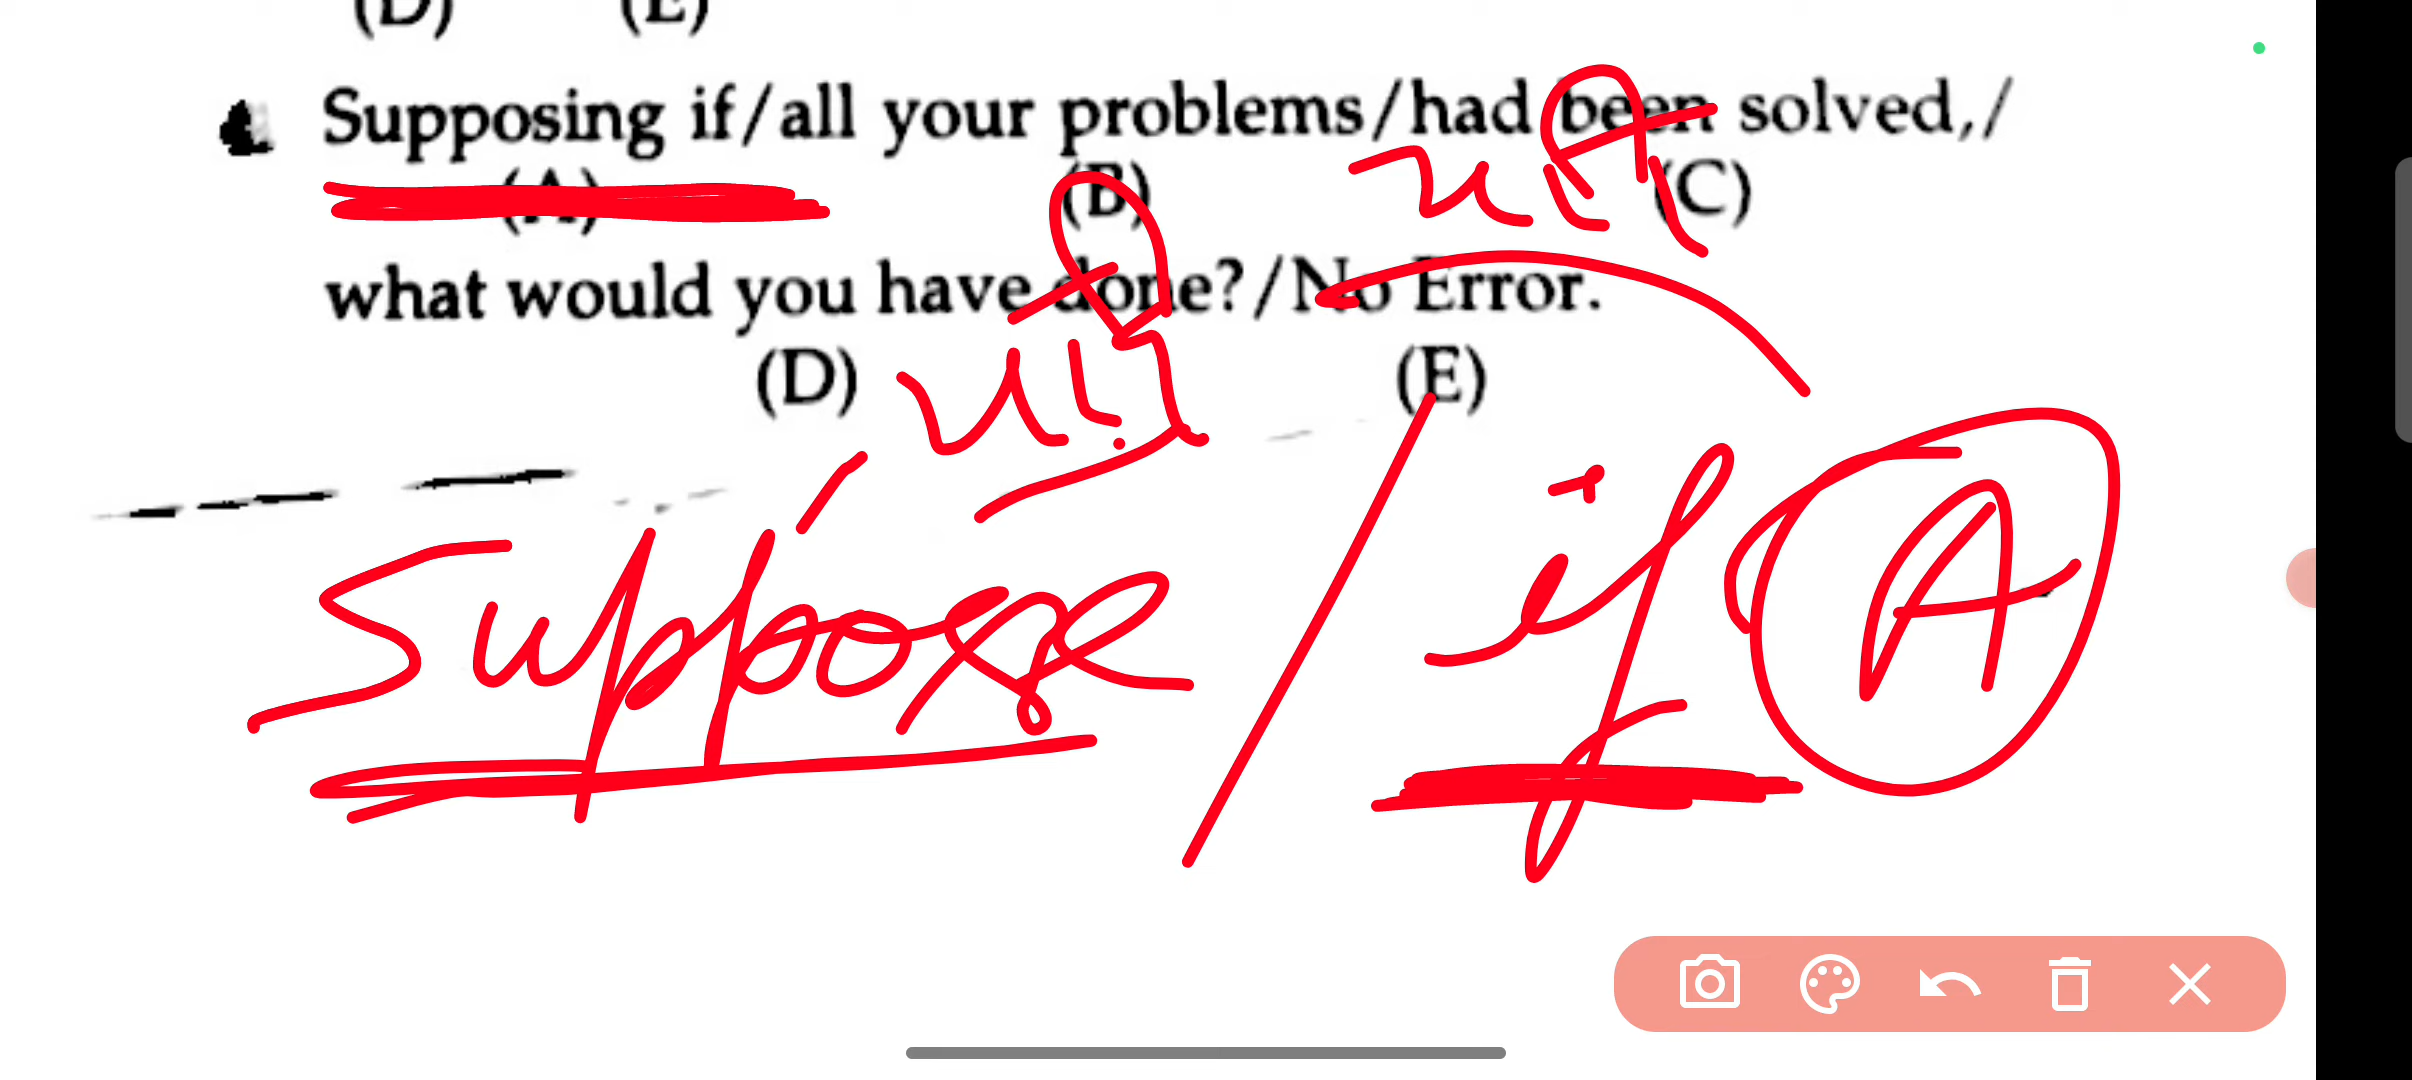 (D) (E)
Supposing if/all your problems/had been solved,/
(A) (B) (C)
what would you have done?/No Error.
(D) (E)
Suppose / if A